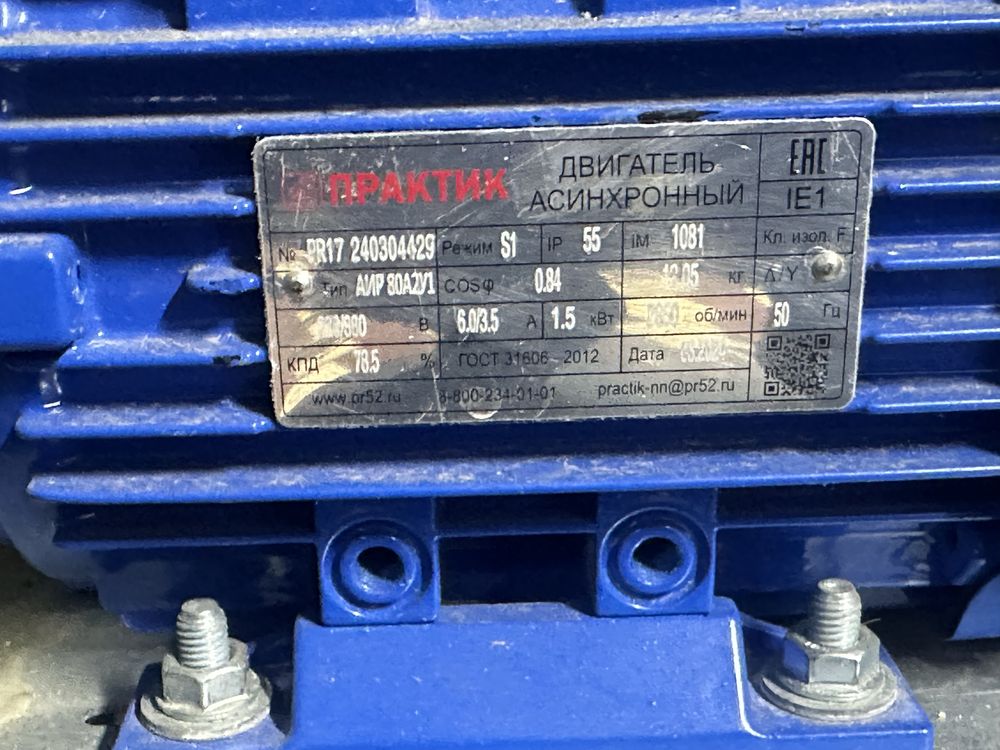 ПРАКТИК
ДВИГАТЕЛЬ
АСИНХРОННЫЙ
EAC
IE1
№ PR17 240304429 Режим S1 IP 55 IM 1081 Кл. изол. F
Тип АИР 80А2У1 COSφ 0.84 кг Δ/Y
В 6.0/3.5 А 1.5 кВт об/мин 50 Гц
КПД 78.5 % ГОСТ 31606 - 2012 Дата
www.pr52.ru 8-800-234-01-01 practik-nn@pr52.ru